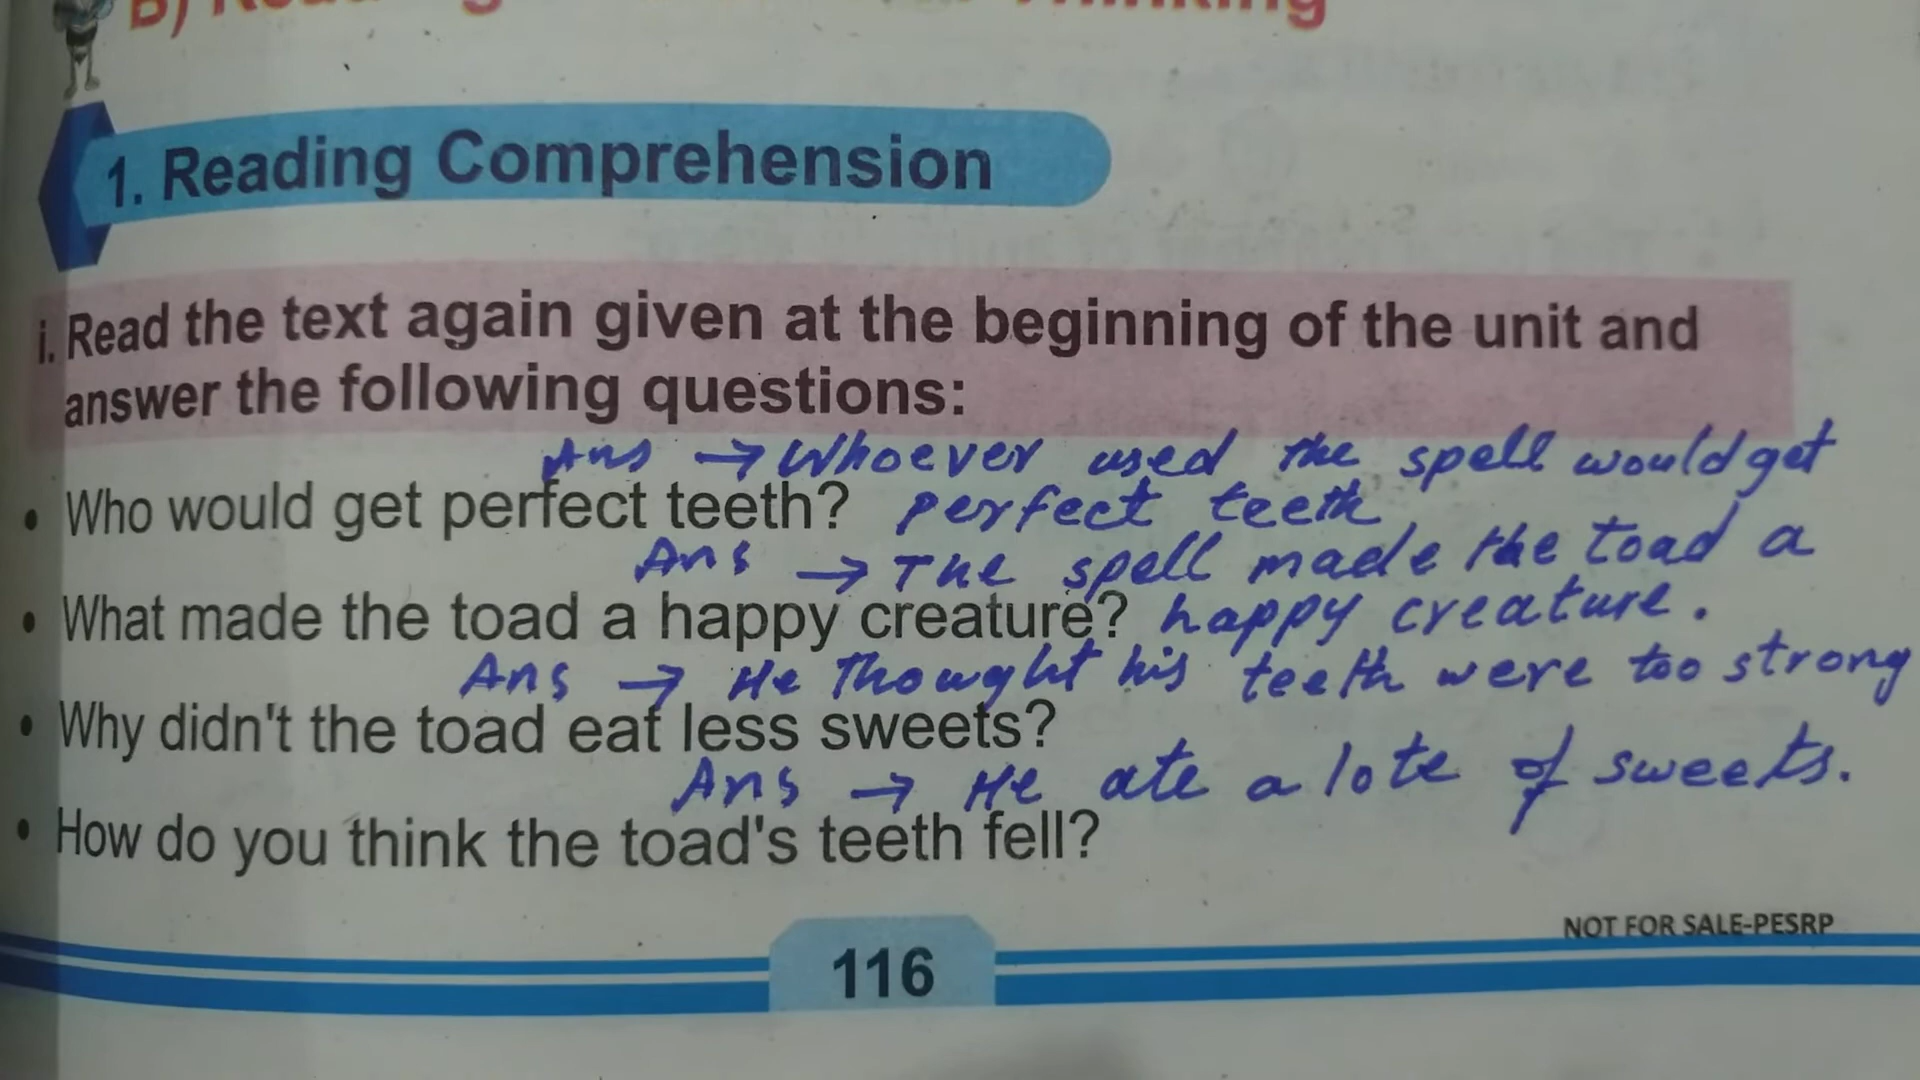 B)
Thinking
1. Reading Comprehension
i. Read the text again given at the beginning of the unit and
answer the following questions:
Ans → Whoever used the spell would get
• Who would get perfect teeth? perfect teeth
Ans → The spell made the toad a
• What made the toad a happy creature? happy creature.
Ans → He thought his teeth were too strong
• Why didn't the toad eat less sweets?
Ans → He ate a lote of sweets.
• How do you think the toad's teeth fell?
NOT FOR SALE-PESRP
116